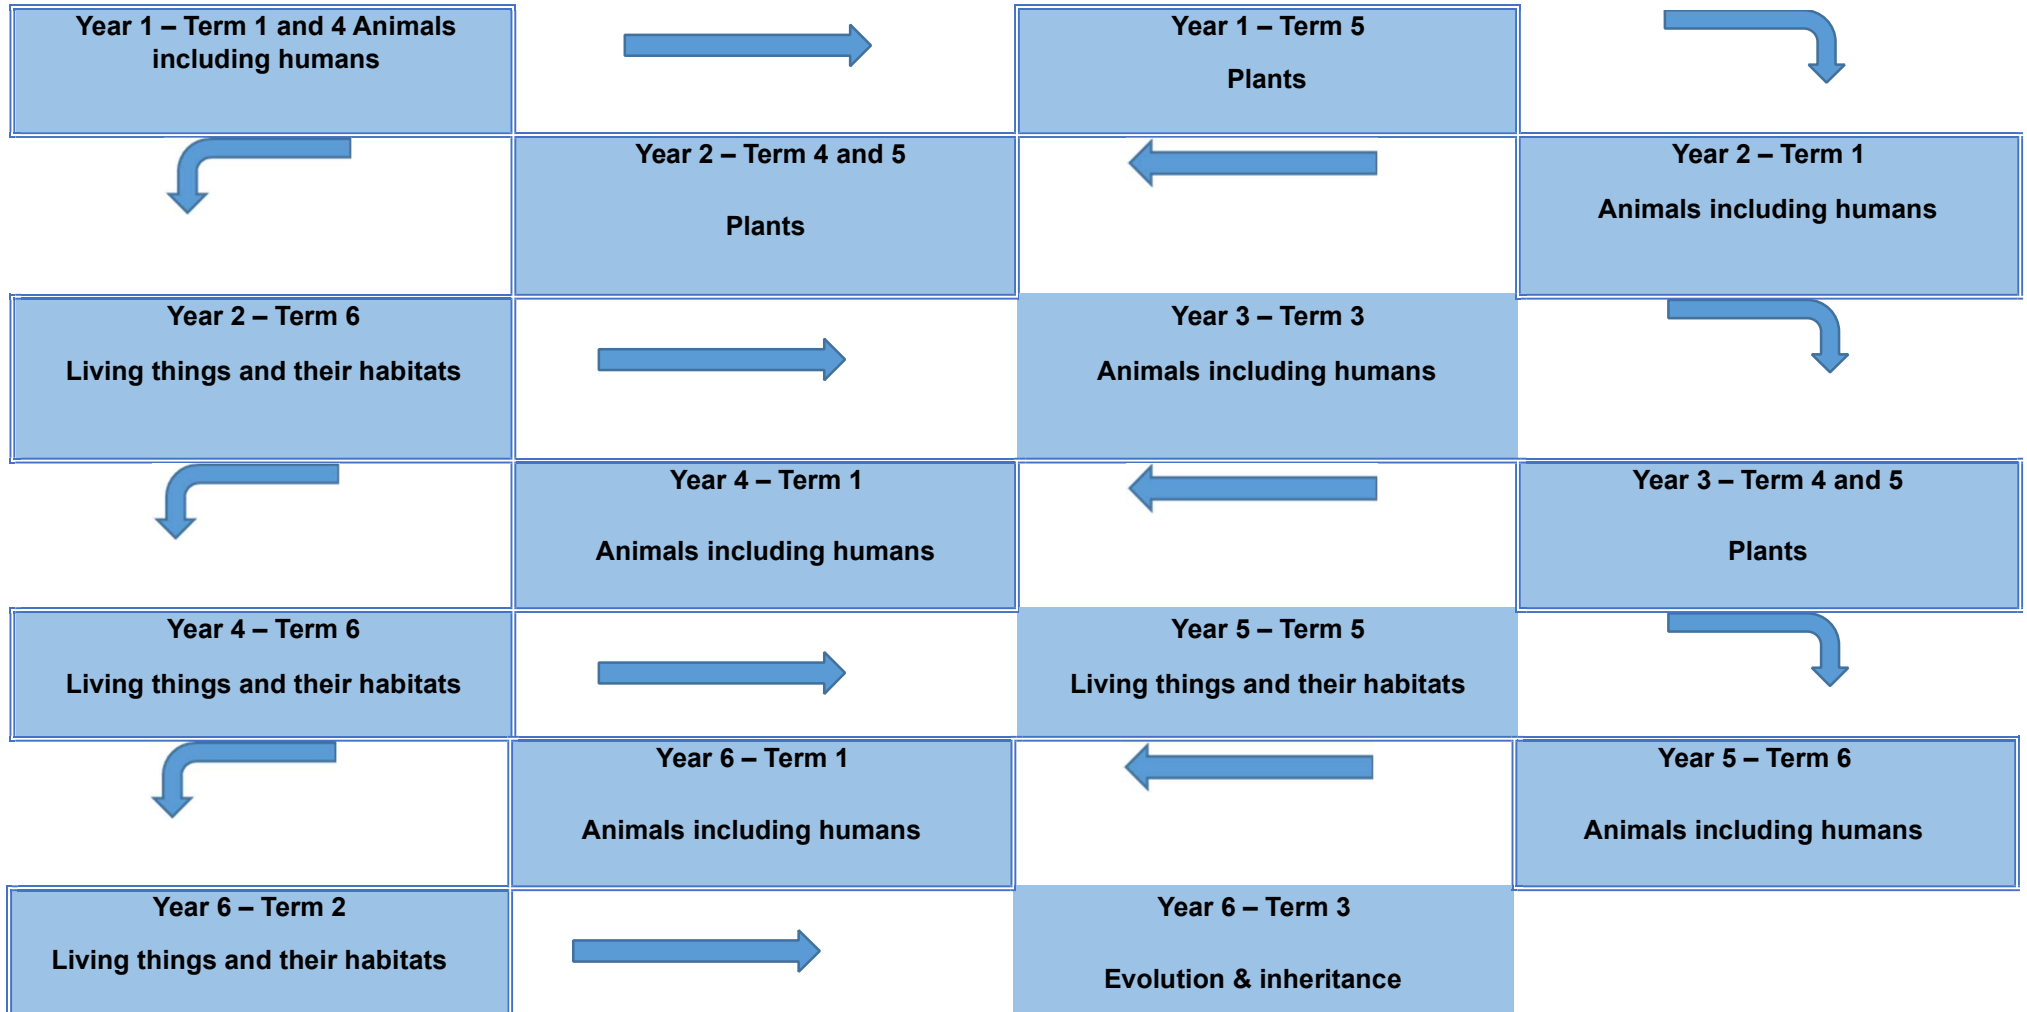 Year 1 – Term 1 and 4 Animals
including humans
Year 1 – Term 5
Plants
Year 2 – Term 4 and 5
Plants
Year 2 – Term 1
Animals including humans
Year 2 – Term 6
Living things and their habitats
Year 3 – Term 3
Animals including humans
Year 4 – Term 1
Animals including humans
Year 3 – Term 4 and 5
Plants
Year 4 – Term 6
Living things and their habitats
Year 5 – Term 5
Living things and their habitats
Year 6 – Term 1
Animals including humans
Year 5 – Term 6
Animals including humans
Year 6 – Term 2
Living things and their habitats
Year 6 – Term 3
Evolution & inheritance